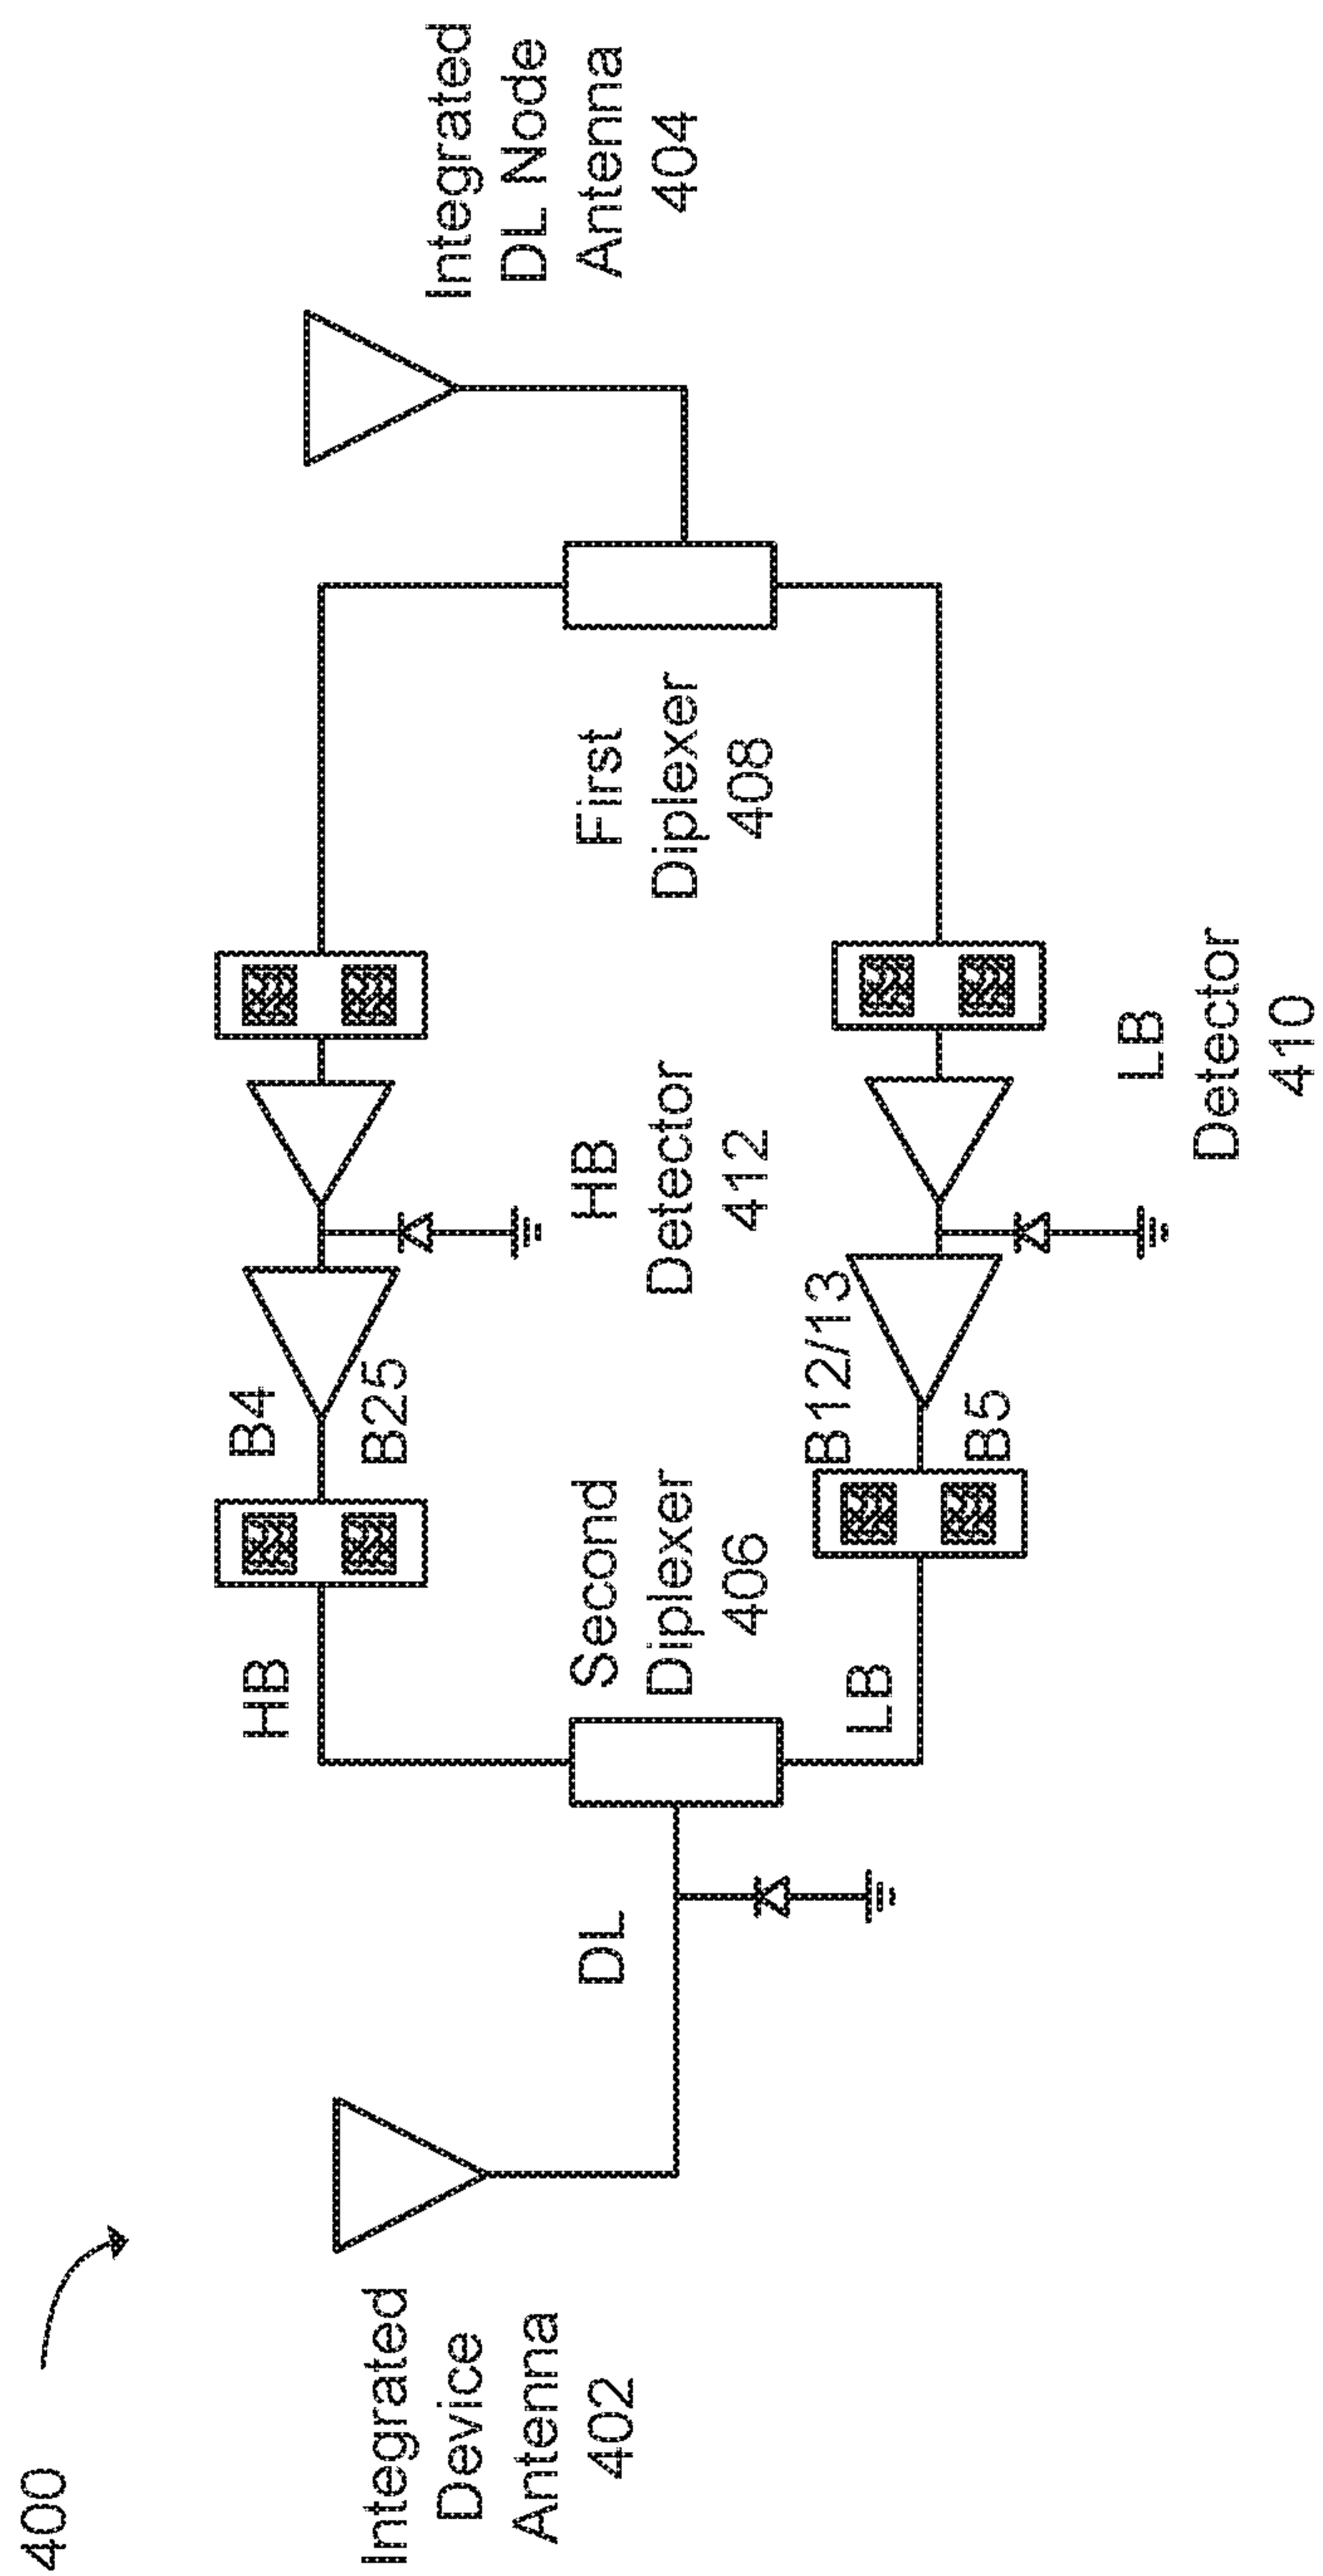 400
Integrated
Device
Antenna
402
DL
HB
LB
Second
Diplexer
406
B4
B25
B12/13
B5
HB
Detector
412
LB
Detector
410
First
Diplexer
408
Integrated
DL Node
Antenna
404